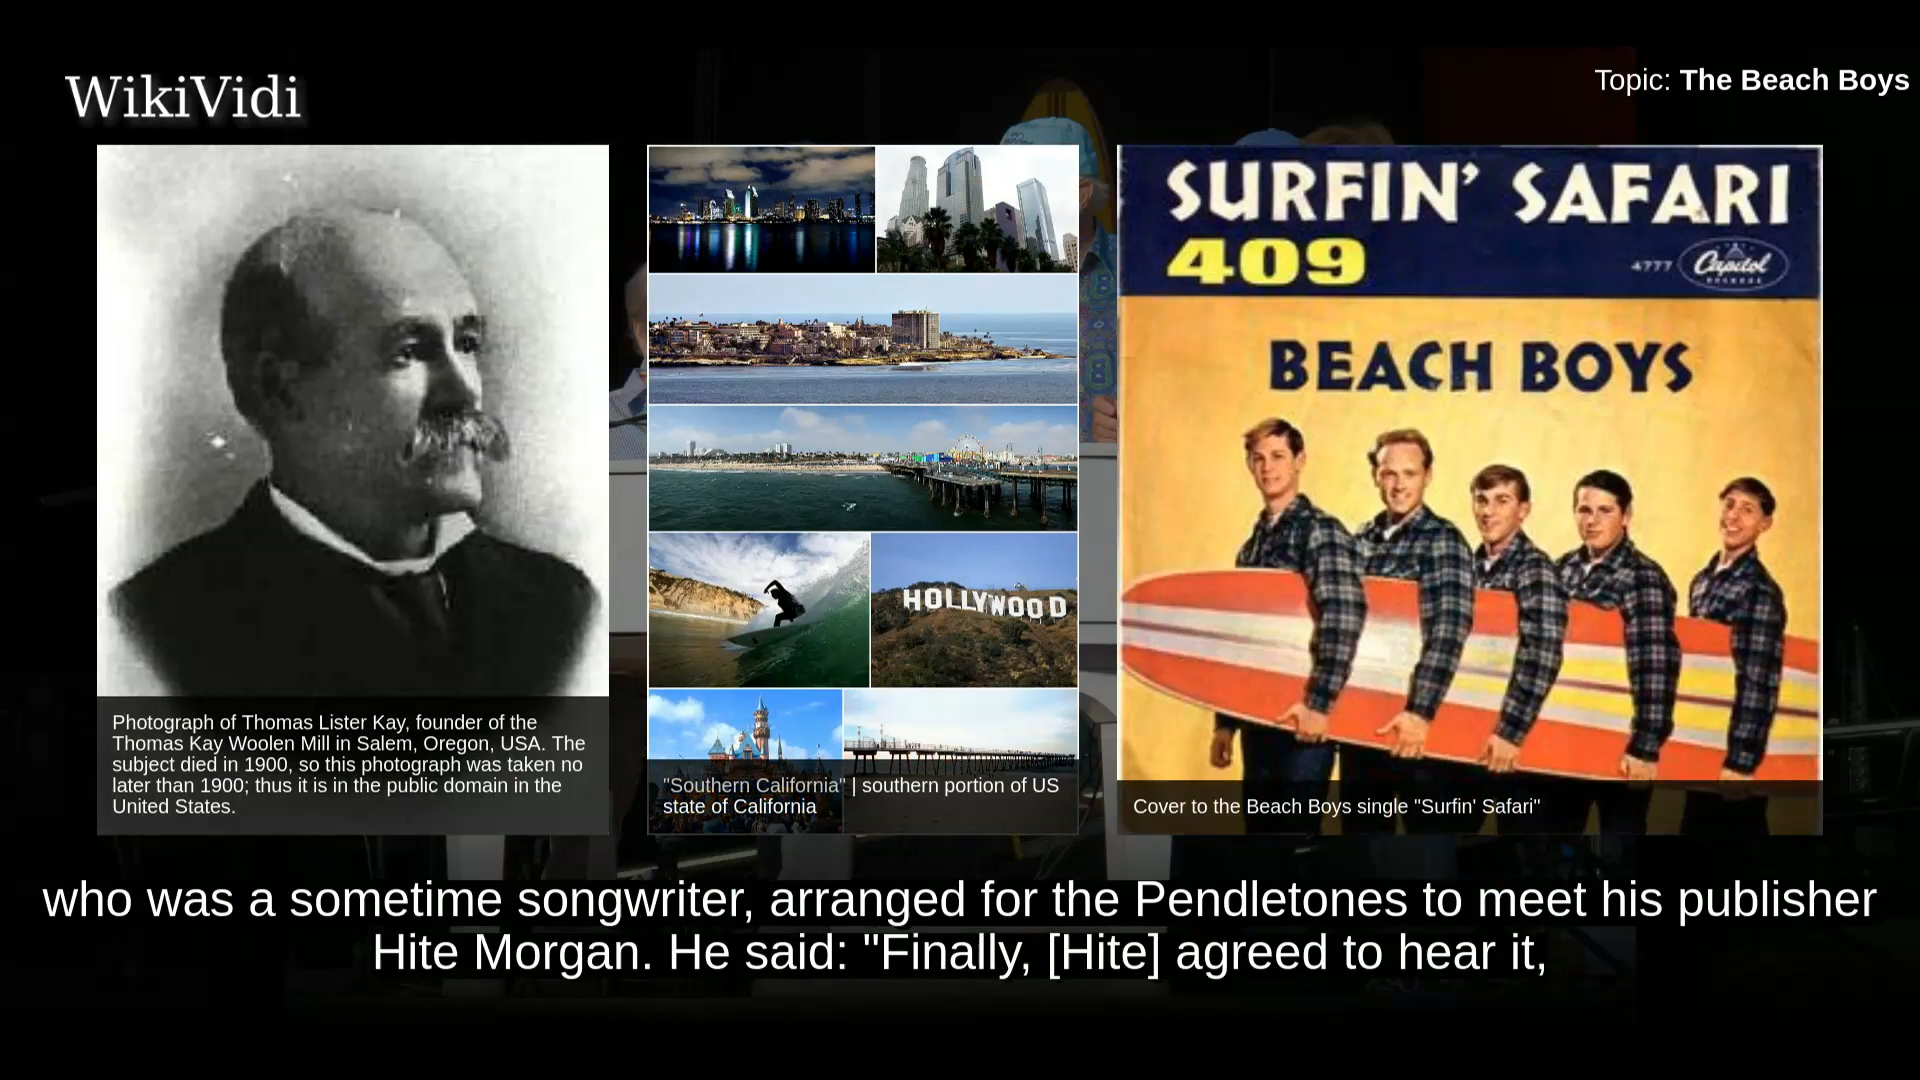 WikiVidi
Topic: The Beach Boys
SURFIN' SAFARI
409
4777 Capitol
RECORDS
BEACH BOYS
HOLLYWOOD
Photograph of Thomas Lister Kay, founder of the
Thomas Kay Woolen Mill in Salem, Oregon, USA. The
subject died in 1900, so this photograph was taken no
later than 1900; thus it is in the public domain in the
United States.
"Southern California" | southern portion of US
state of California
Cover to the Beach Boys single "Surfin' Safari"
who was a sometime songwriter, arranged for the Pendletones to meet his publisher
Hite Morgan. He said: "Finally, [Hite] agreed to hear it,